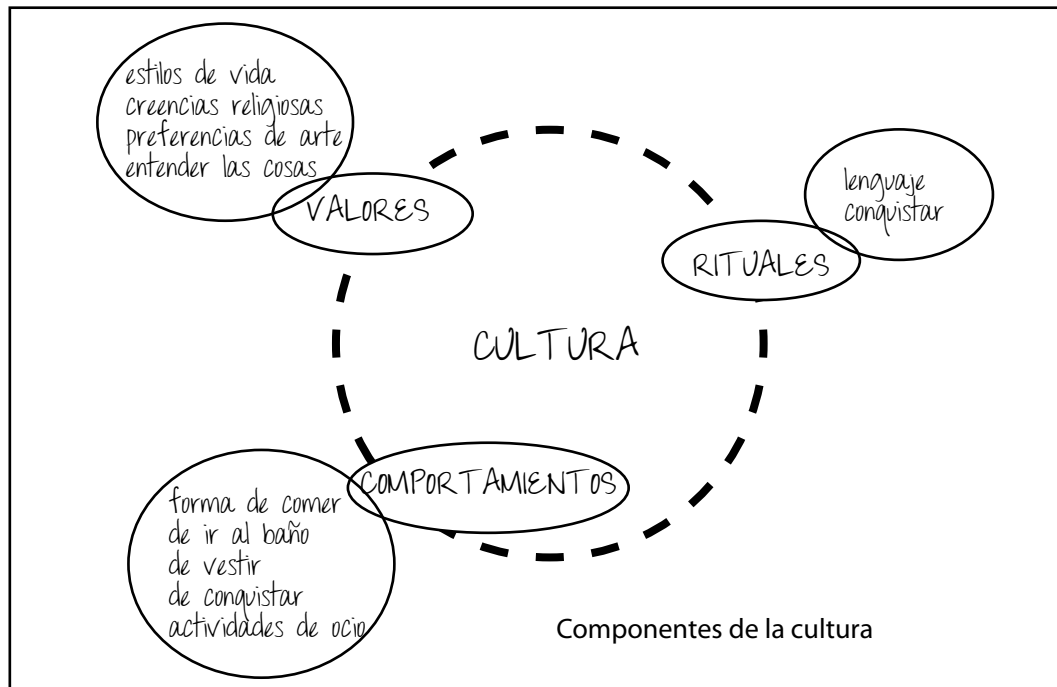 estilos de vida
creencias religiosas
preferencias de arte
entender las cosas
VALORES
lenguaje
conquistar
RITUALES
CULTURA
COMPORTAMIENTOS
forma de comer
de ir al baño
de vestir
de conquistar
actividades de ocio
Componentes de la cultura